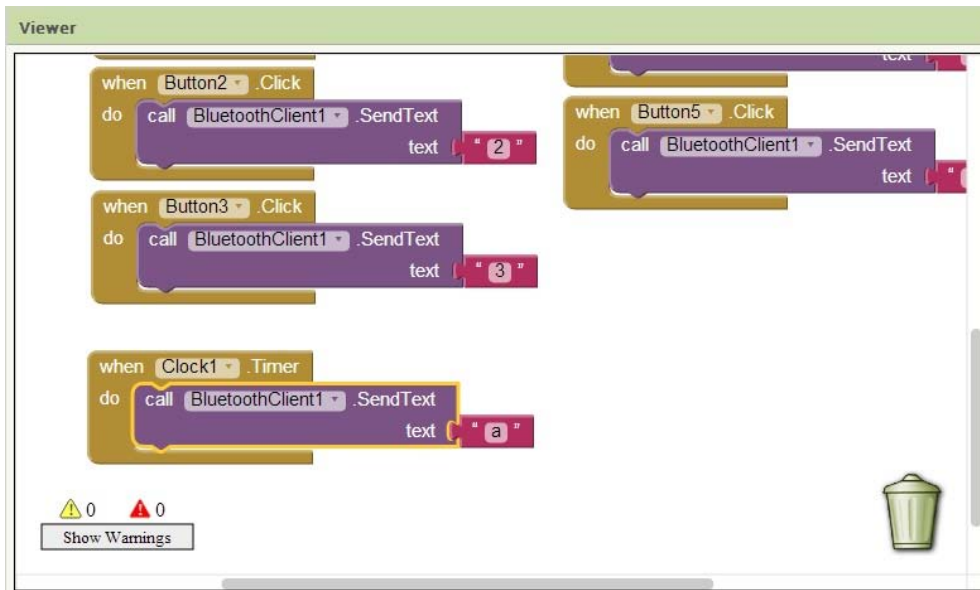 Viewer
when Button2 .Click
do call BluetoothClient1 .SendText
text " 2 "
when Button3 .Click
do call BluetoothClient1 .SendText
text " 3 "
when Clock1 .Timer
do call BluetoothClient1 .SendText
text " a "
text
when Button5 .Click
do call BluetoothClient1 .SendText
text "
0 0
Show Warnings